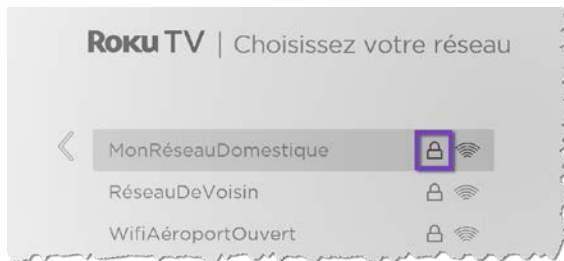 Roku TV | Choisissez votre réseau
MonRéseauDomestique
RéseauDeVoisin
WifiAéroportOuvert